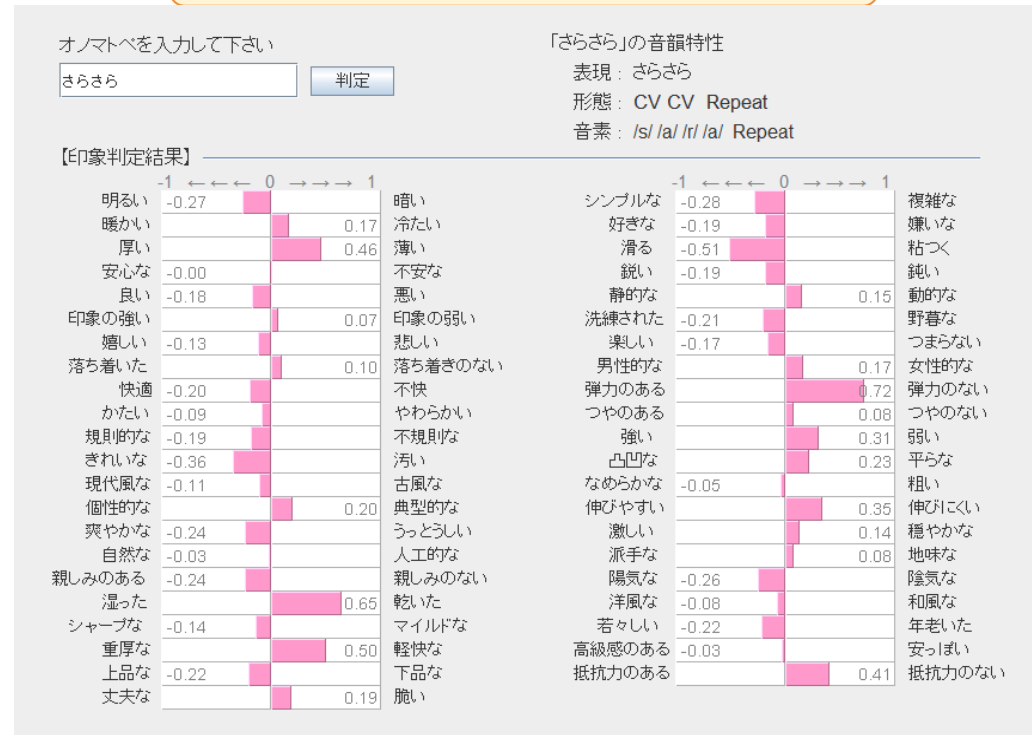 オノマトペを入力して下さい
さらさら
判定
「さらさら」の音韻特性
表現： さらさら
形態： CV CV Repeat
音素： /s/ /a/ /r/ /a/ Repeat
【印象判定結果】
-1 ←←← 0 →→→ 1
明るい -0.27 暗い
暖かい 0.17 冷たい
厚い 0.46 薄い
安心な -0.00 不安な
良い -0.18 悪い
印象の強い 0.07 印象の弱い
嬉しい -0.13 悲しい
落ち着いた 0.10 落ち着きのない
快適 -0.20 不快
かたい -0.09 やわらかい
規則的な -0.19 不規則な
きれいな -0.36 汚い
現代風な -0.11 古風な
個性的な 0.20 典型的な
爽やかな -0.24 うっとうしい
自然な -0.03 人工的な
親しみのある -0.24 親しみのない
湿った 0.65 乾いた
シャープな -0.14 マイルドな
重厚な 0.50 軽快な
上品な -0.22 下品な
丈夫な 0.19 脆い
-1 ←←← 0 →→→ 1
シンプルな -0.28 複雑な
好きな -0.19 嫌いな
滑る -0.51 粘つく
鋭い -0.19 鈍い
静的な 0.15 動的な
洗練された -0.21 野暮な
楽しい -0.17 つまらない
男性的な 0.17 女性的な
弾力のある 0.72 弾力のない
つやのある 0.08 つやのない
強い 0.31 弱い
凸凹な 0.23 平らな
なめらかな -0.05 粗い
伸びやすい 0.35 伸びにくい
激しい 0.14 穏やかな
派手な 0.08 地味な
陽気な -0.26 陰気な
洋風な -0.08 和風な
若々しい -0.22 年老いた
高級感のある -0.03 安っぽい
抵抗力のある 0.41 抵抗力のない